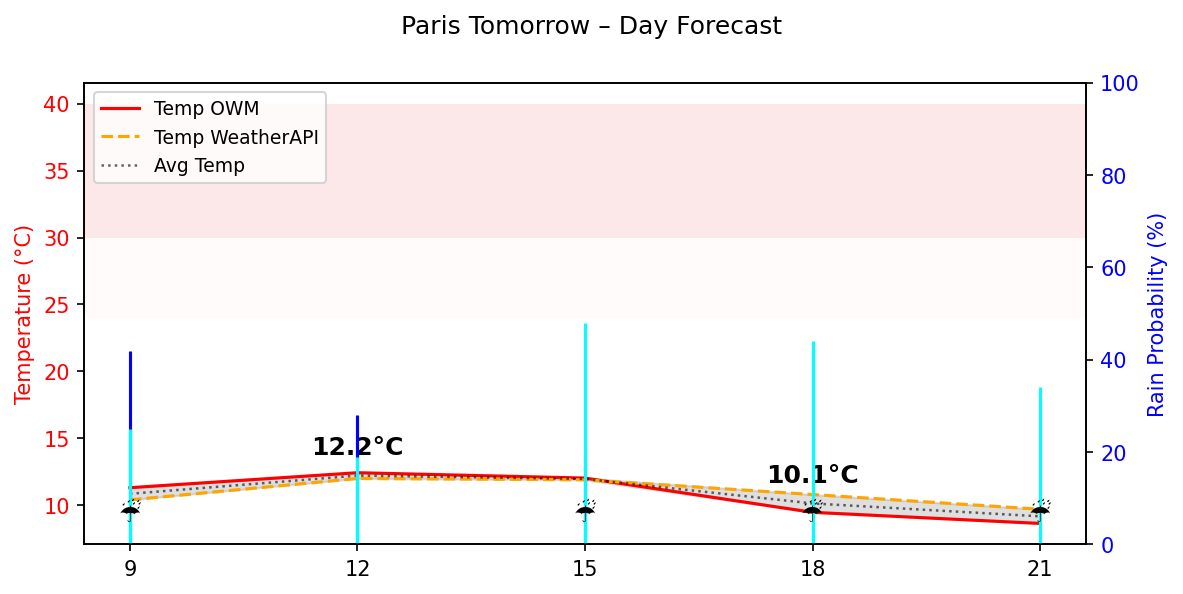 Paris Tomorrow – Day Forecast
Temp OWM
Temp WeatherAPI
Avg Temp
Temperature (°C)
40
35
30
25
20
15
10
12.2°C
10.1°C
100
80
60
40
20
0
Rain Probability (%)
9
12
15
18
21